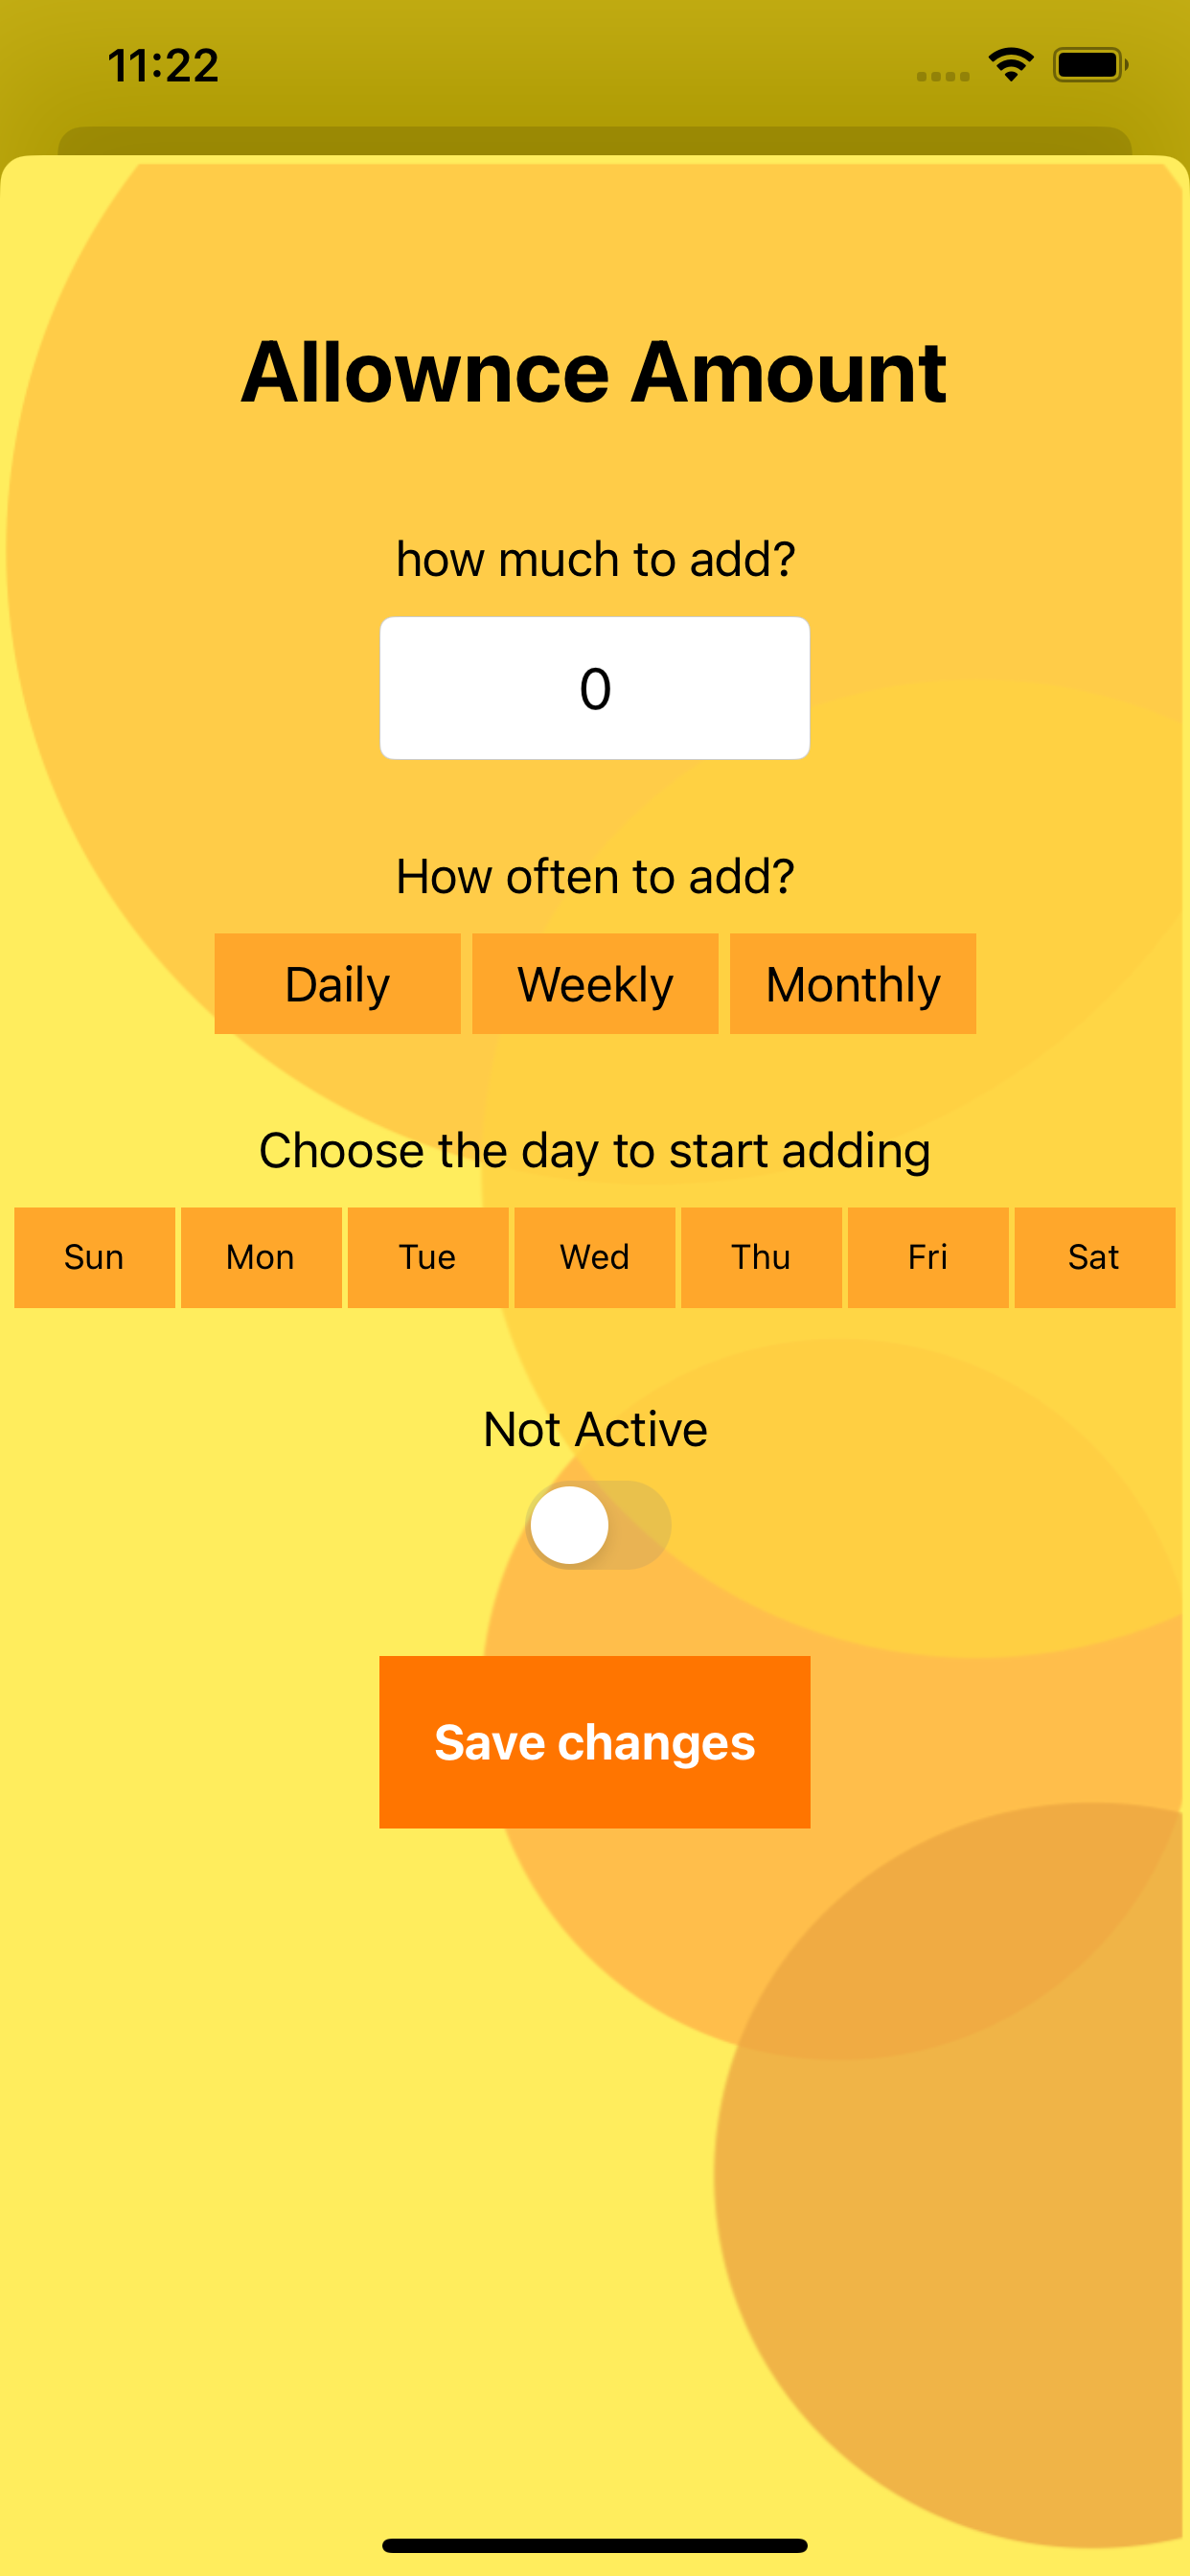 11:22
Allownce Amount
how much to add?
0
How often to add?
Daily Weekly Monthly
Choose the day to start adding
Sun Mon Tue Wed Thu Fri Sat
Not Active
Save changes